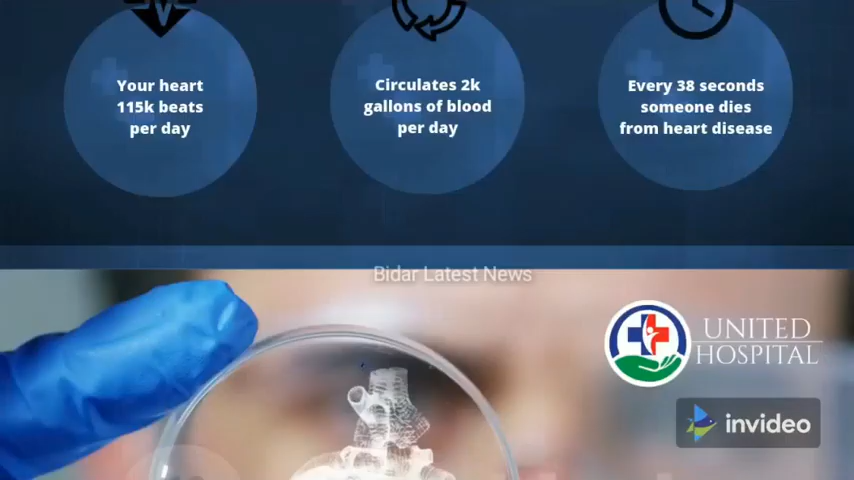 Your heart
115k beats
per day
Circulates 2k
gallons of blood
per day
Every 38 seconds
someone dies
from heart disease
Bidar Latest News
UNITED
HOSPITAL
invideo